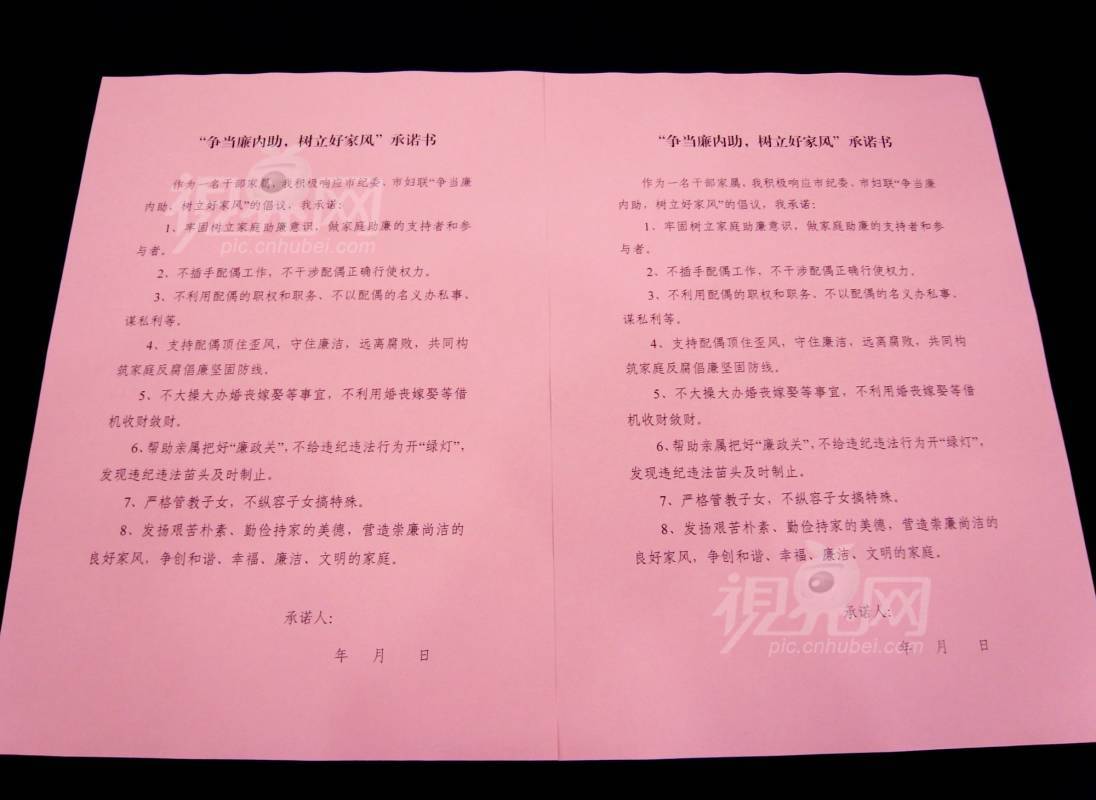 “争当廉内助，树立好家风”承诺书
作为一名干部家属，我积极响应市纪委、市妇联“争当廉
内助，树立好家风”的倡议，我承诺：
1、牢固树立家庭助廉意识，做家庭助廉的支持者和参
与者。
2、不插手配偶工作，不干涉配偶正确行使权力。
3、不利用配偶的职权和职务、不以配偶的名义办私事、
谋私利等。
4、支持配偶顶住歪风，守住廉洁，远离腐败，共同构
筑家庭反腐倡廉坚固防线。
5、不大操大办婚丧嫁娶等事宜，不利用婚丧嫁娶等借
机收财敛财。
6、帮助亲属把好“廉政关”，不给违纪违法行为开“绿灯”，
发现违纪违法苗头及时制止。
7、严格管教子女，不纵容子女搞特殊。
8、发扬艰苦朴素、勤俭持家的美德，营造崇廉尚洁的
良好家风，争创和谐、幸福、廉洁、文明的家庭。
承诺人：
年 月 日
视界网
pic.cnhubei.com
“争当廉内助，树立好家风”承诺书
作为一名干部家属，我积极响应市纪委、市妇联“争当廉
内助，树立好家风”的倡议，我承诺：
1、牢固树立家庭助廉意识，做家庭助廉的支持者和参
与者。
2、不插手配偶工作，不干涉配偶正确行使权力。
3、不利用配偶的职权和职务、不以配偶的名义办私事、
谋私利等。
4、支持配偶顶住歪风，守住廉洁，远离腐败，共同构
筑家庭反腐倡廉坚固防线。
5、不大操大办婚丧嫁娶等事宜，不利用婚丧嫁娶等借
机收财敛财。
6、帮助亲属把好“廉政关”，不给违纪违法行为开“绿灯”，
发现违纪违法苗头及时制止。
7、严格管教子女，不纵容子女搞特殊。
8、发扬艰苦朴素、勤俭持家的美德，营造崇廉尚洁的
良好家风，争创和谐、幸福、廉洁、文明的家庭。
承诺人：
年 月 日
视界网
pic.cnhubei.com